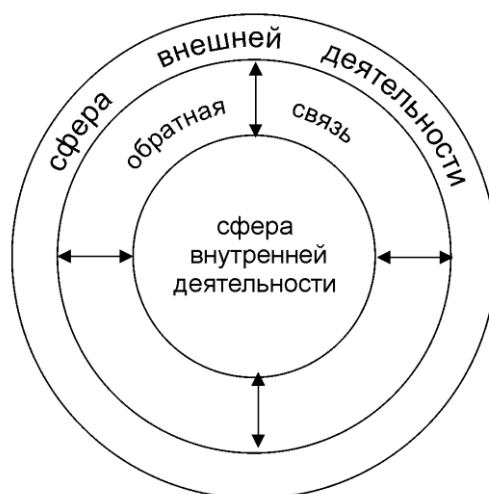 сфера внешней деятельности
обратная связь
сфера
внутренней
деятельности